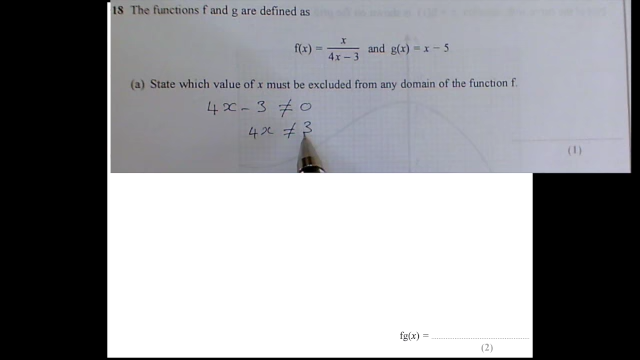 18 The functions f and g are defined as
f(x) = x/(4x − 3) and g(x) = x − 5
(a) State which value of x must be excluded from any domain of the function f.
4x − 3 ≠ 0
4x ≠ 3
(1)
fg(x) = ........................................
(2)